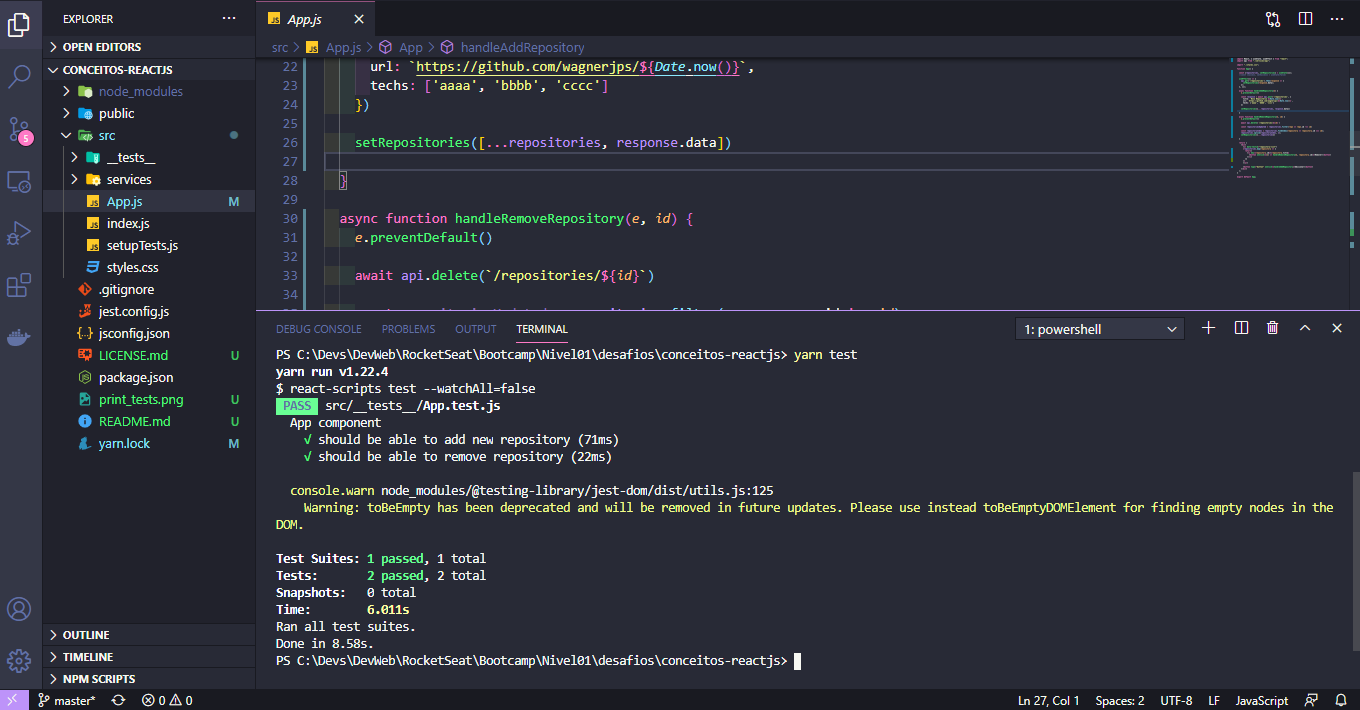 EXPLORER
OPEN EDITORS
CONCEITOS-REACTJS
node_modules
public
src
__tests__
services
App.js M
index.js
setupTests.js
styles.css
.gitignore
jest.config.js
jsconfig.json
LICENSE.md U
package.json
print_tests.png U
README.md U
yarn.lock M
OUTLINE
TIMELINE
NPM SCRIPTS
5
App.js
src > App.js > App > handleAddRepository
22 url: `https://github.com/wagnerjps/${Date.now()}`,
23 techs: ['aaaa', 'bbbb', 'cccc']
24 })
25
26 setRepositories([...repositories, response.data])
27
28 }
29
30 async function handleRemoveRepository(e, id) {
31 e.preventDefault()
32
33 await api.delete(`/repositories/${id}`)
34
DEBUG CONSOLE PROBLEMS OUTPUT TERMINAL 1: powershell
PS C:\Devs\DevWeb\RocketSeat\Bootcamp\Nivel01\desafios\conceitos-reactjs> yarn test
yarn run v1.22.4
$ react-scripts test --watchAll=false
PASS src/__tests__/App.test.js
App component
√ should be able to add new repository (71ms)
√ should be able to remove repository (22ms)
console.warn node_modules/@testing-library/jest-dom/dist/utils.js:125
Warning: toBeEmpty has been deprecated and will be removed in future updates. Please use instead toBeEmptyDOMElement for finding empty nodes in the
DOM.
Test Suites: 1 passed, 1 total
Tests: 2 passed, 2 total
Snapshots: 0 total
Time: 6.011s
Ran all test suites.
Done in 8.58s.
PS C:\Devs\DevWeb\RocketSeat\Bootcamp\Nivel01\desafios\conceitos-reactjs>
master* 0 0 Ln 27, Col 1 Spaces: 2 UTF-8 LF JavaScript